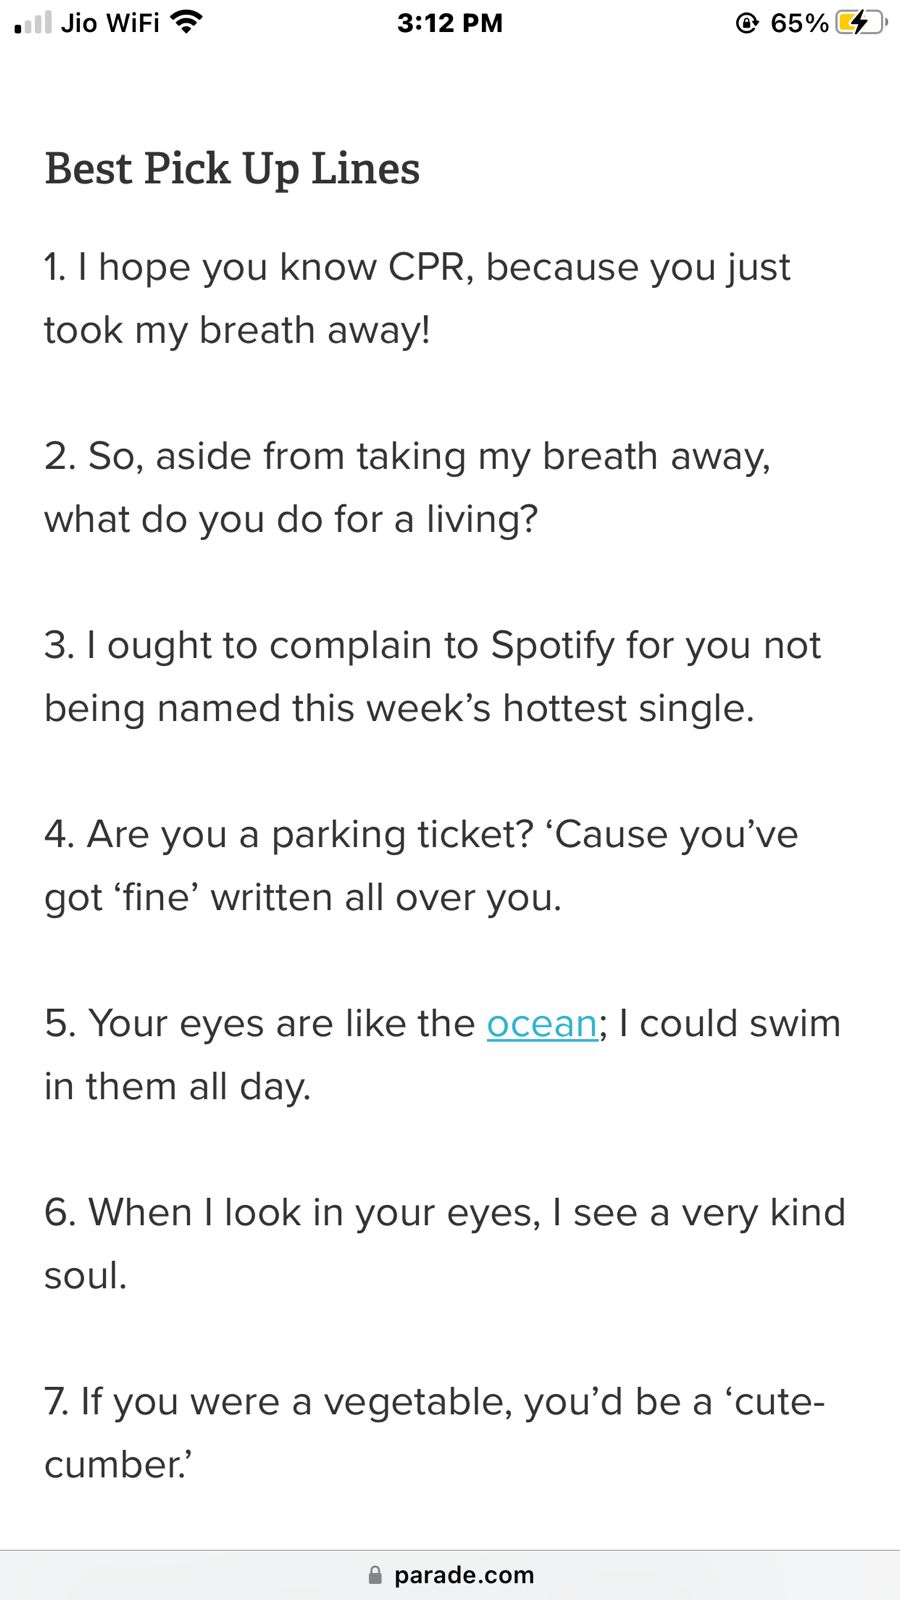 Jio WiFi 3:12 PM 65%
Best Pick Up Lines
1. I hope you know CPR, because you just
took my breath away!
2. So, aside from taking my breath away,
what do you do for a living?
3. I ought to complain to Spotify for you not
being named this week’s hottest single.
4. Are you a parking ticket? ‘Cause you’ve
got ‘fine’ written all over you.
5. Your eyes are like the ocean; I could swim
in them all day.
6. When I look in your eyes, I see a very kind
soul.
7. If you were a vegetable, you’d be a ‘cute-
cumber.’
parade.com